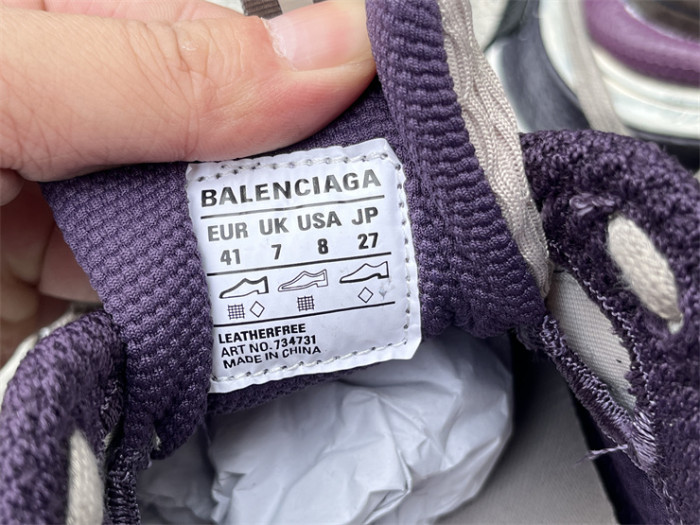 BALENCIAGA
EUR UK USA JP
41 7 8 27
LEATHERFREE
ART NO. 734731
MADE IN CHINA